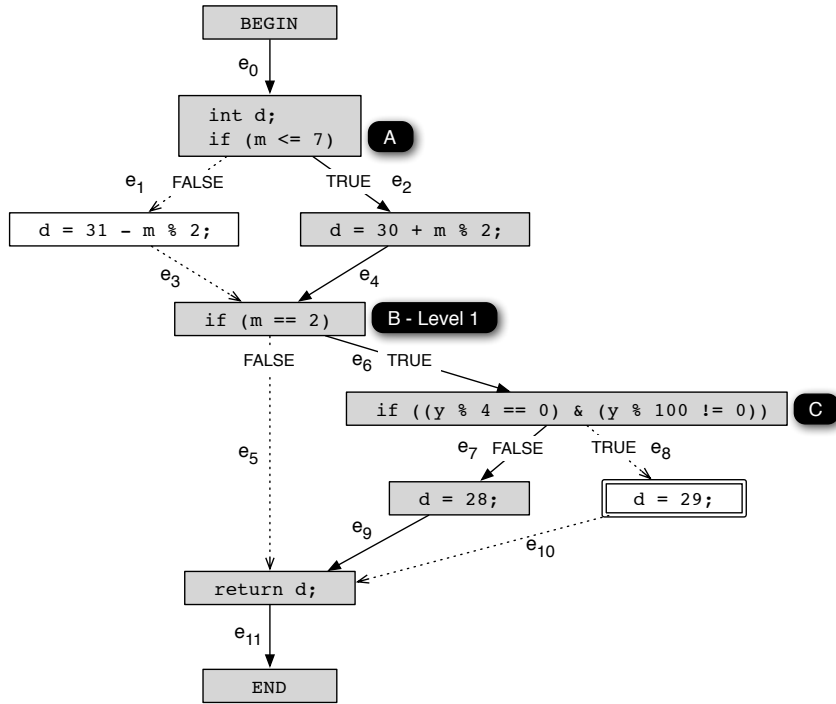 BEGIN
e0
int d;
if (m <= 7)
A
e1
FALSE
TRUE
e2
d = 31 - m % 2;
d = 30 + m % 2;
e3
e4
if (m == 2)
B - Level 1
FALSE
e6
TRUE
if ((y % 4 == 0) & (y % 100 != 0))
C
e5
e7
FALSE
TRUE
e8
d = 28;
d = 29;
e9
e10
return d;
e11
END